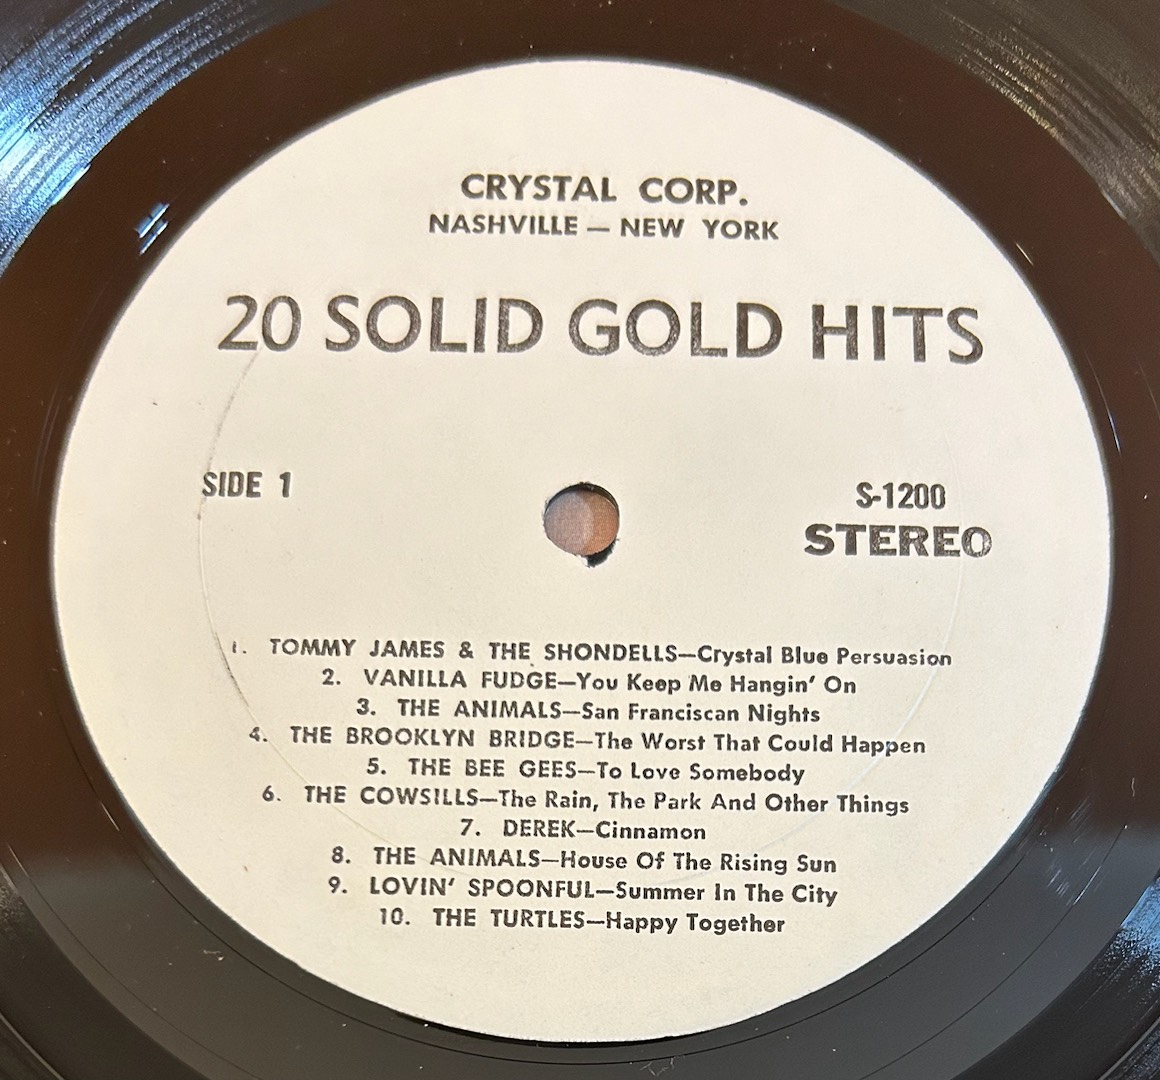 CRYSTAL CORP.
NASHVILLE — NEW YORK
20 SOLID GOLD HITS
SIDE 1
S-1200
STEREO
1. TOMMY JAMES & THE SHONDELLS—Crystal Blue Persuasion
2. VANILLA FUDGE—You Keep Me Hangin' On
3. THE ANIMALS—San Franciscan Nights
4. THE BROOKLYN BRIDGE—The Worst That Could Happen
5. THE BEE GEES—To Love Somebody
6. THE COWSILLS—The Rain, The Park And Other Things
7. DEREK—Cinnamon
8. THE ANIMALS—House Of The Rising Sun
9. LOVIN' SPOONFUL—Summer In The City
10. THE TURTLES—Happy Together